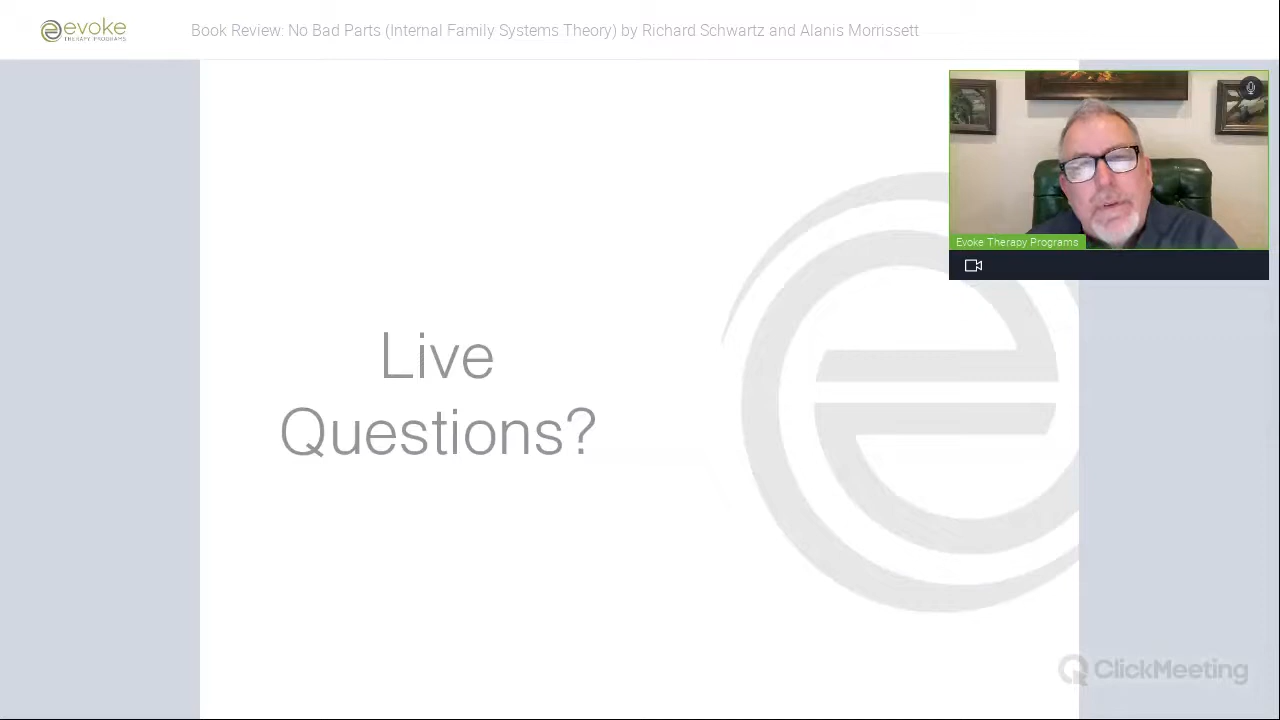 evoke
THERAPY PROGRAMS
Book Review: No Bad Parts (Internal Family Systems Theory) by Richard Schwartz and Alanis Morrissett
Evoke Therapy Programs
Live
Questions?
ClickMeeting